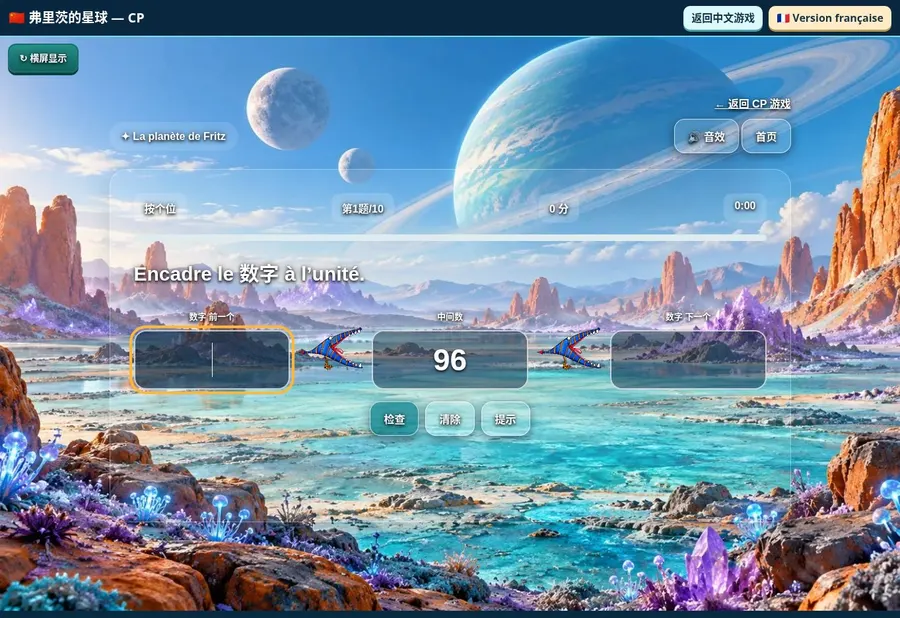 🇨🇳 弗里茨的星球 — CP
返回中文游戏
🇫🇷 Version française
↻ 横屏显示
← 返回 CP 游戏
✦ La planète de Fritz
🔊 音效
首页
按个位
第1题/10
0 分
0:00
Encadre le 数字 à l’unité.
数字 前一个
中间数
数字 下一个
96
检查
清除
提示